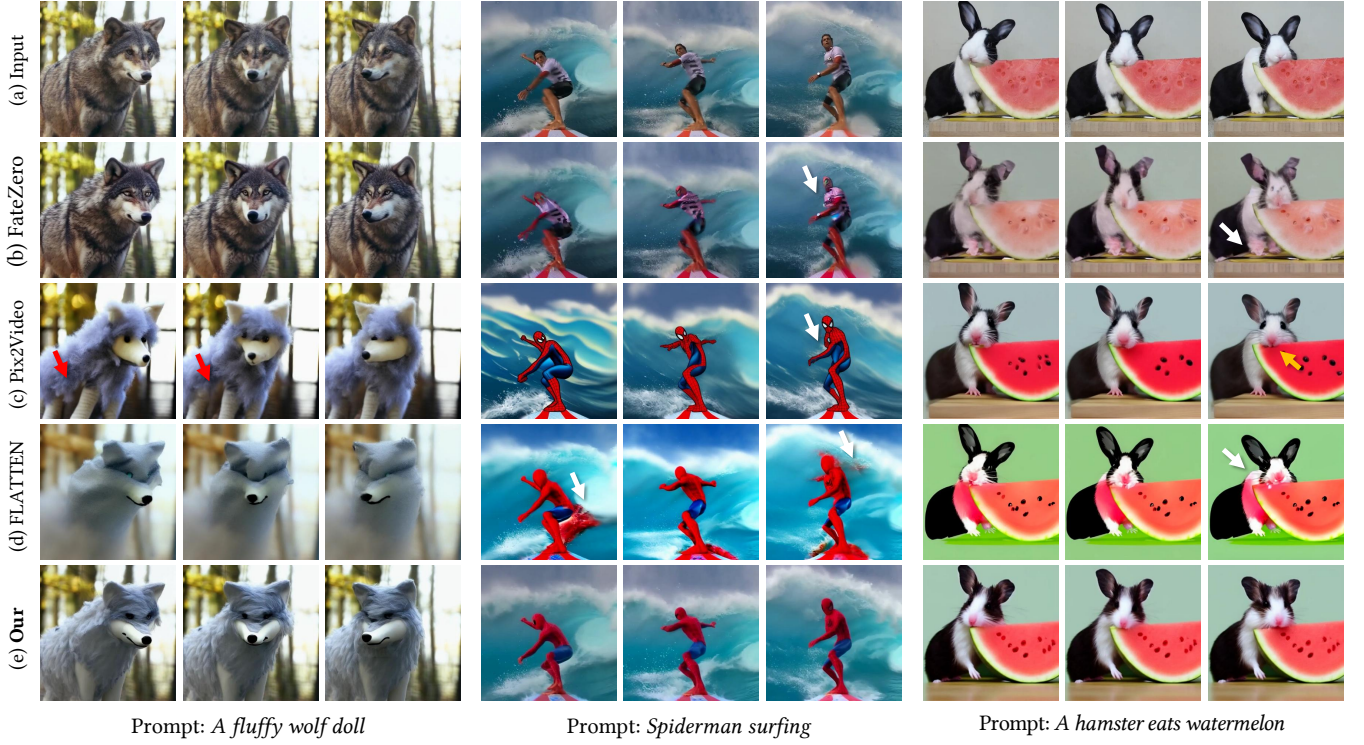 (a) Input
(b) FateZero
(c) Pix2Video
(d) FLATTEN
(e) Our
Prompt: A fluffy wolf doll
Prompt: Spiderman surfing
Prompt: A hamster eats watermelon